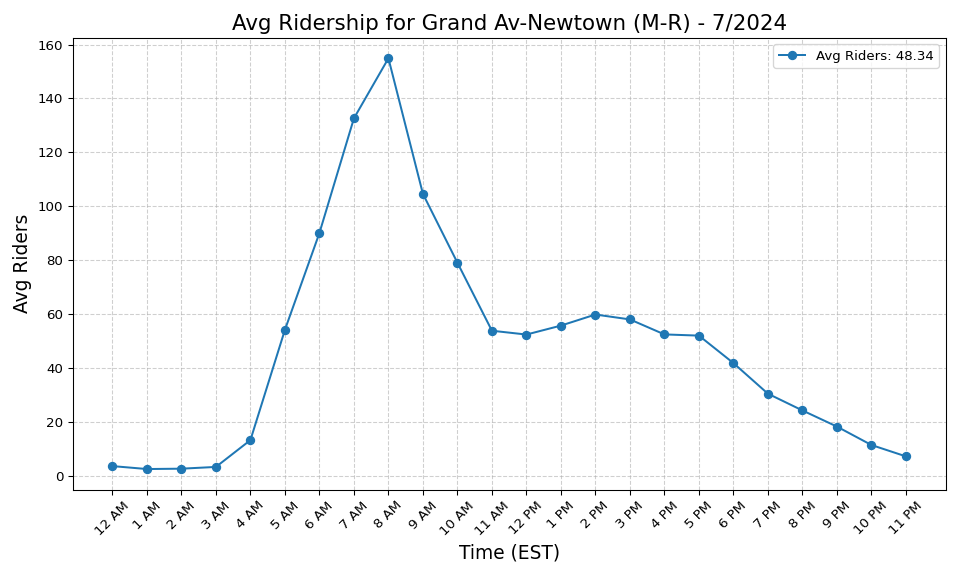 Avg Ridership for Grand Av-Newtown (M-R) - 7/2024
Avg Riders: 48.34
Avg Riders
160
140
120
100
80
60
40
20
0
12 AM
1 AM
2 AM
3 AM
4 AM
5 AM
6 AM
7 AM
8 AM
9 AM
10 AM
11 AM
12 PM
1 PM
2 PM
3 PM
4 PM
5 PM
6 PM
7 PM
8 PM
9 PM
10 PM
11 PM
Time (EST)